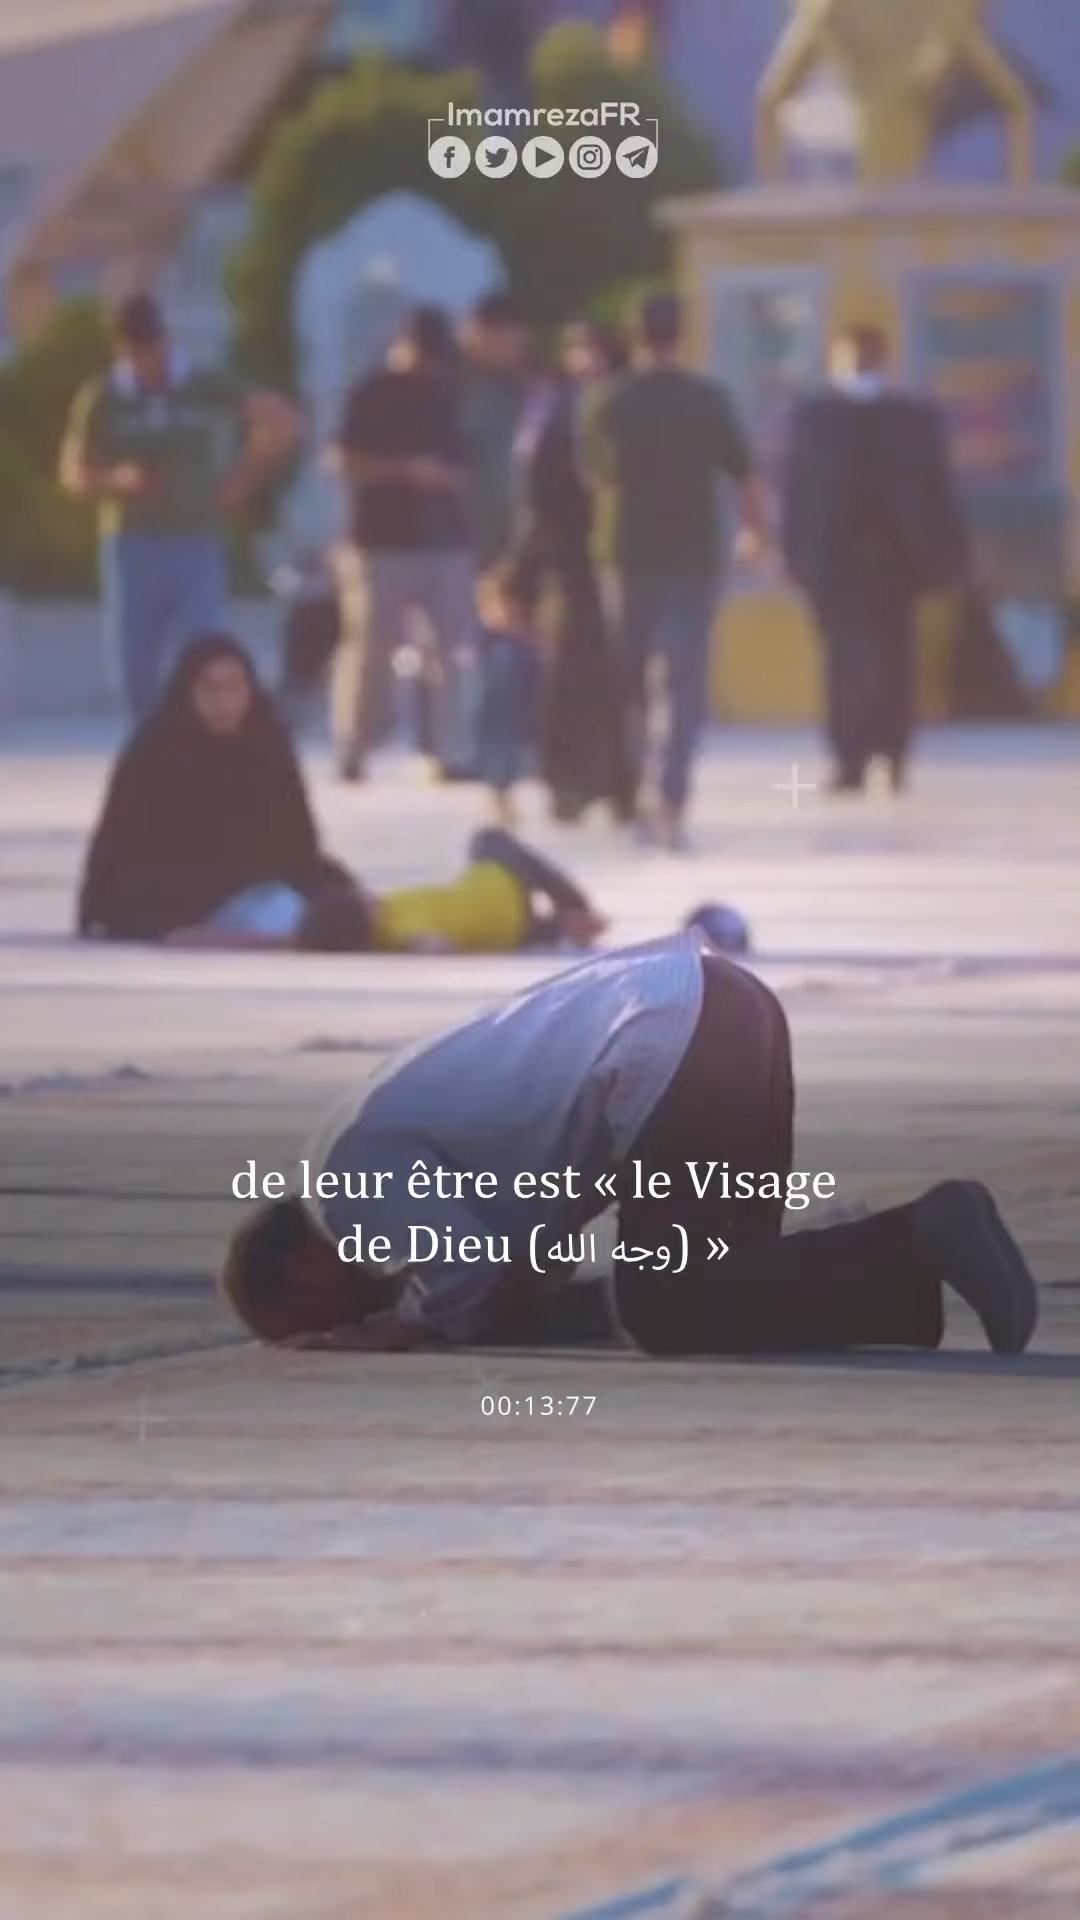 ImamrezaFR
de leur être est « le Visage
de Dieu (وجه الله) »
00:13:77